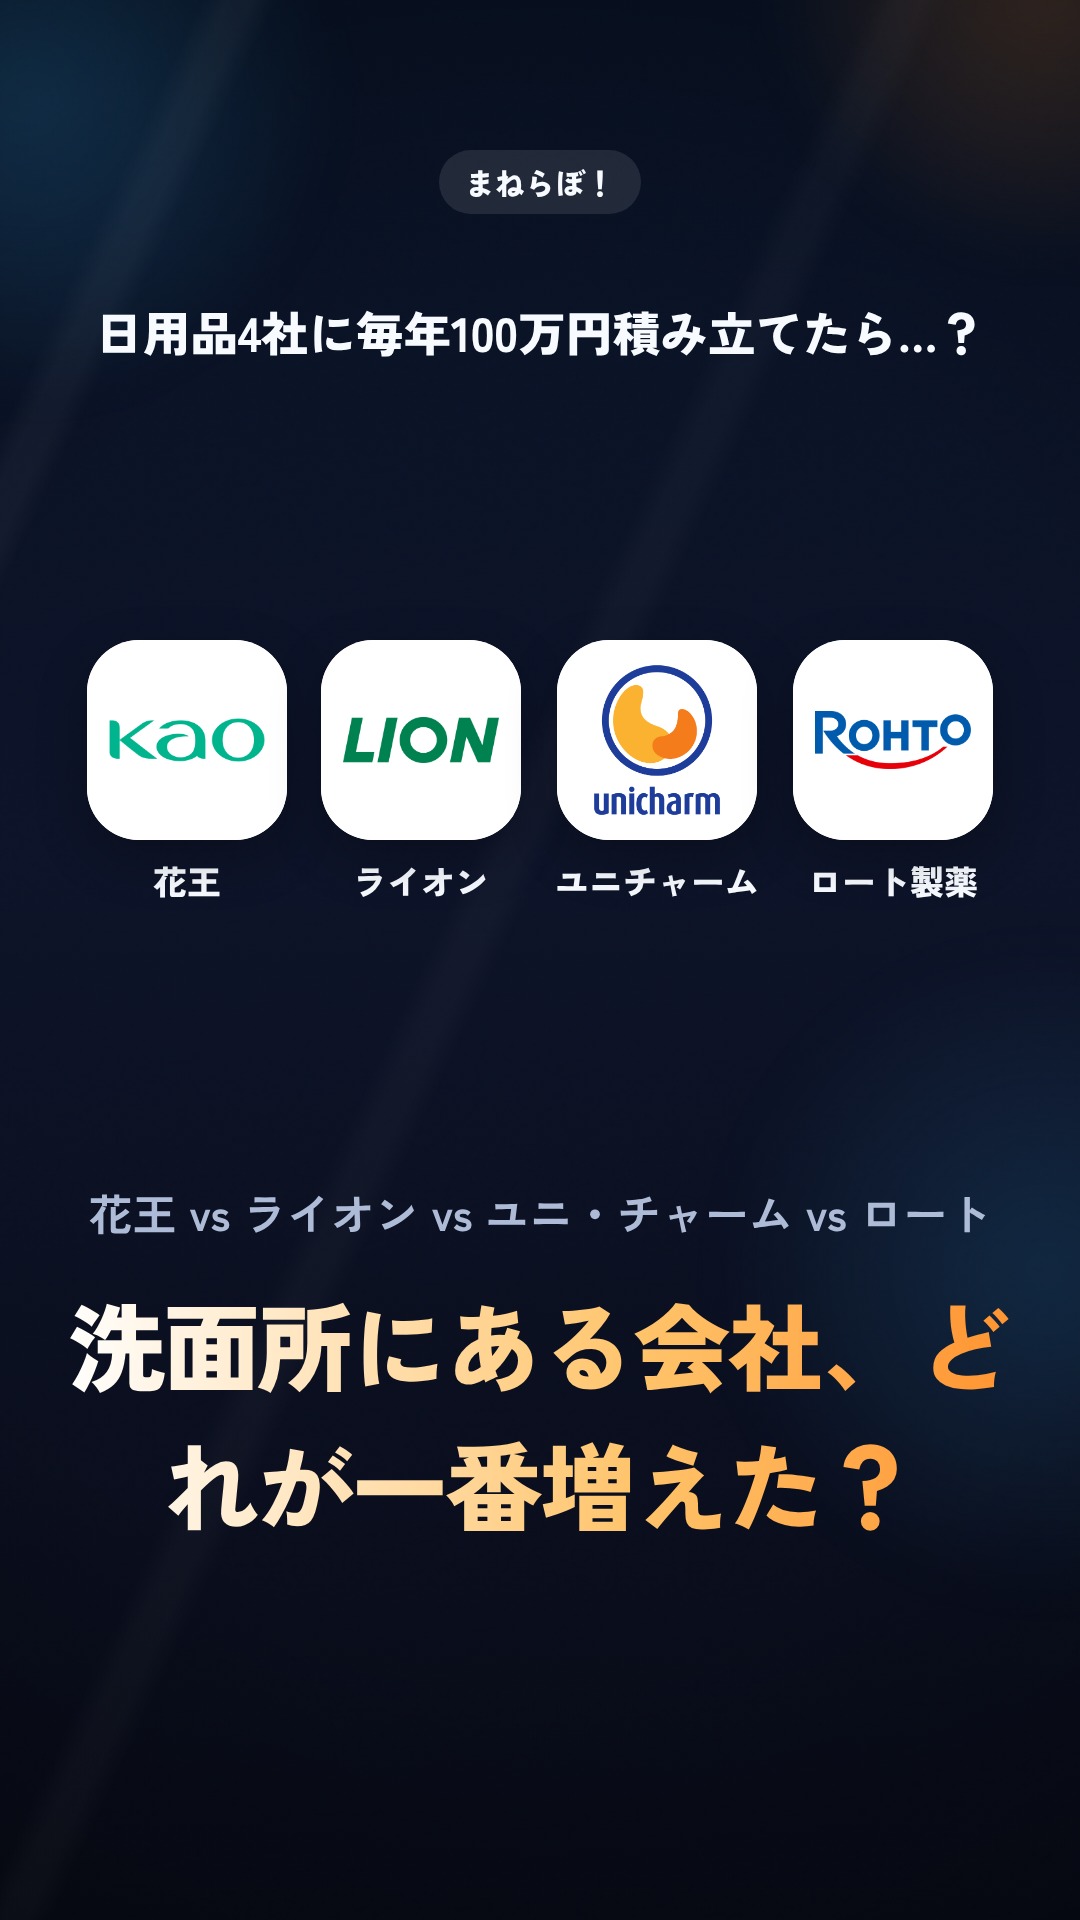 まねらぼ！
日用品4社に毎年100万円積み立てたら…？
Kao LION unicharm ROHTO
花王 ライオン ユニチャーム ロート製薬
花王 vs ライオン vs ユニ・チャーム vs ロート
洗面所にある会社、ど
れが一番増えた？